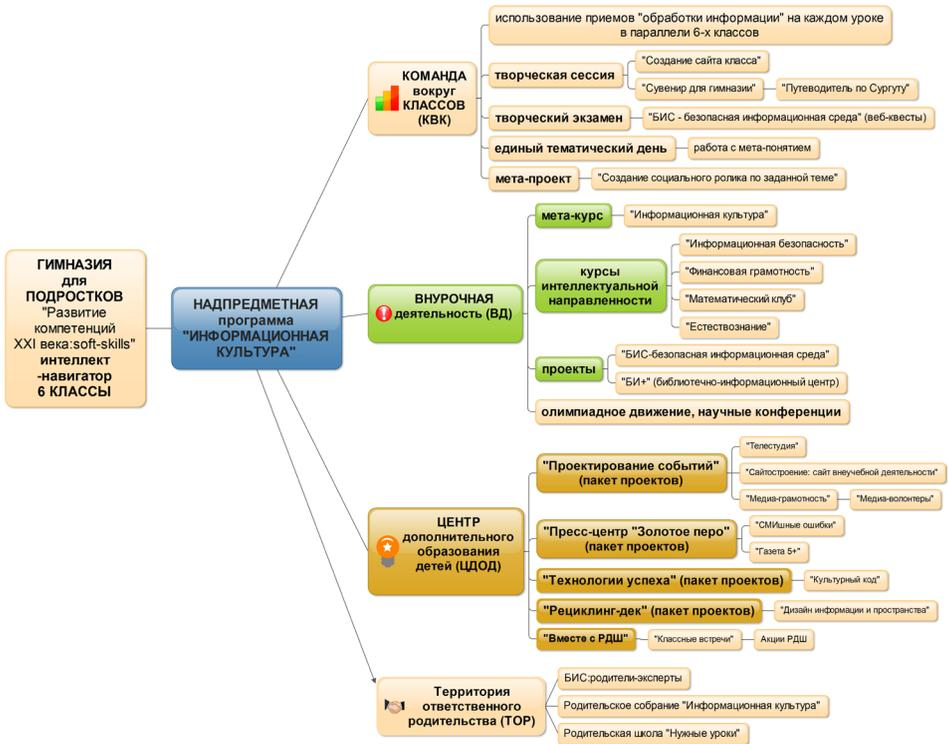 ГИМНАЗИЯ
для
ПОДРОСТКОВ
"Развитие
компетенций
XXI века:soft-skills"
интеллект
-навигатор
6 КЛАССЫ
НАДПРЕДМЕТНАЯ
программа
"ИНФОРМАЦИОННАЯ
КУЛЬТУРА"
КОМАНДА
вокруг
КЛАССОВ
(КВК)
использование приемов "обработки информации" на каждом уроке
в параллели 6-х классов
творческая сессия
"Создание сайта класса"
"Сувенир для гимназии"
"Путеводитель по Сургуту"
творческий экзамен
"БИС - безопасная информационная среда" (веб-квесты)
единый тематический день
работа с мета-понятием
мета-проект
"Создание социального ролика по заданной теме"
ВНУРОЧНАЯ
деятельность (ВД)
мета-курс
"Информационная культура"
курсы
интеллектуальной
направленности
"Информационная безопасность"
"Финансовая грамотность"
"Математический клуб"
"Естествознание"
проекты
"БИС-безопасная информационная среда"
"БИ+" (библиотечно-информационный центр)
олимпиадное движение, научные конференции
ЦЕНТР
дополнительного
образования
детей (ЦДОД)
"Проектирование событий"
(пакет проектов)
"Телестудия"
"Сайтостроение: сайт внеучебной деятельности"
"Медиа-грамотность"
"Медиа-волонтеры"
"Пресс-центр "Золотое перо"
(пакет проектов)
"СМИшные ошибки"
"Газета 5+"
"Технологии успеха" (пакет проектов)
"Культурный код"
"Рециклинг-дек" (пакет проектов)
"Дизайн информации и пространства"
"Вместе с РДШ"
"Классные встречи"
Акции РДШ
Территория
ответственного
родительства (ТОР)
БИС:родители-эксперты
Родительское собрание "Информационная культура"
Родительская школа "Нужные уроки"